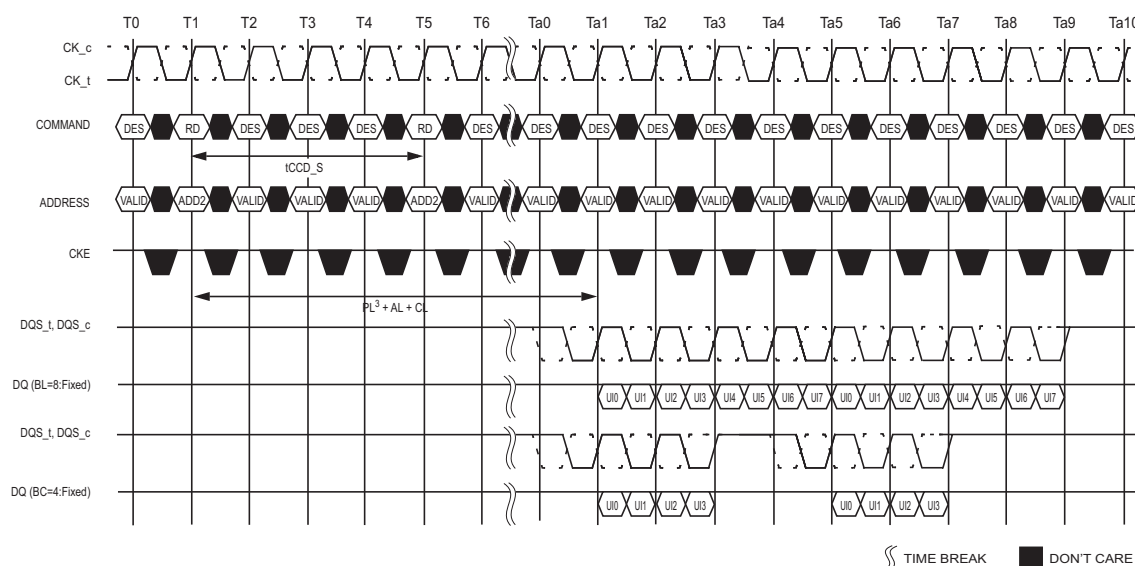 T0 T1 T2 T3 T4 T5 T6 Ta0 Ta1 Ta2 Ta3 Ta4 Ta5 Ta6 Ta7 Ta8 Ta9 Ta10
CK_c
CK_t
COMMAND DES RD DES DES DES RD DES DES DES DES DES DES DES DES DES DES DES DES
tCCD_S
ADDRESS VALID ADD2 VALID VALID VALID ADD2 VALID VALID VALID VALID VALID VALID VALID VALID VALID VALID VALID VALID
CKE
PL3 + AL + CL
DQS_t, DQS_c
DQ (BL=8:Fixed) UI0 UI1 UI2 UI3 UI4 UI5 UI6 UI7 UI0 UI1 UI2 UI3 UI4 UI5 UI6 UI7
DQS_t, DQS_c
DQ (BC=4:Fixed) UI0 UI1 UI2 UI3 UI0 UI1 UI2 UI3
TIME BREAK DON'T CARE